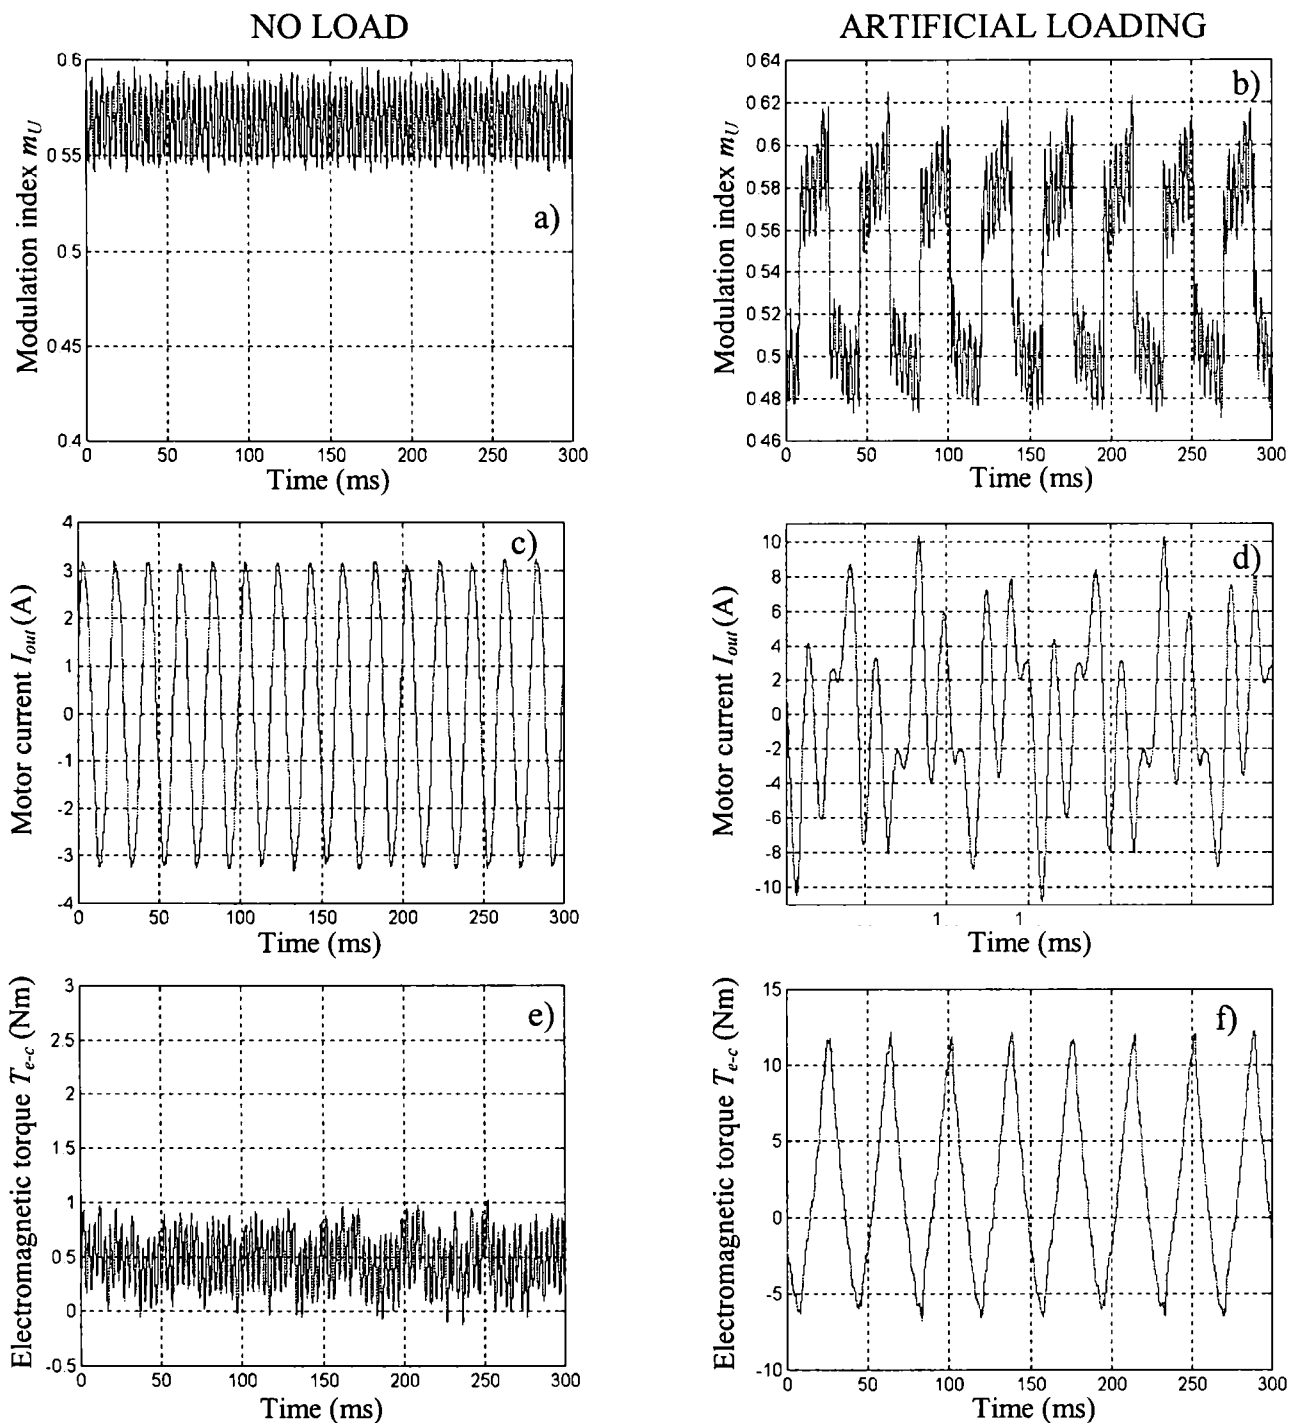 NO LOAD
ARTIFICIAL LOADING
0.6
0.55
0.5
0.45
0.4
Modulation index mU
a)
0 50 100 150 200 250 300
Time (ms)
0.64
0.62
0.6
0.58
0.56
0.54
0.52
0.5
0.48
0.46
Modulation index mU
b)
0 50 100 150 200 250 300
Time (ms)
4
3
2
1
0
-1
-2
-3
-4
Motor current Iout (A)
c)
0 50 100 150 200 250 300
Time (ms)
10
8
6
4
2
0
-2
-4
-6
-8
-10
Motor current Iout (A)
d)
1 1
Time (ms)
3
2.5
2
1.5
1
0.5
0
-0.5
Electromagnetic torque Te-c (Nm)
e)
0 50 100 150 200 250 300
Time (ms)
15
10
5
0
-5
-10
Electromagnetic torque Te-c (Nm)
f)
0 50 100 150 200 250 300
Time (ms)